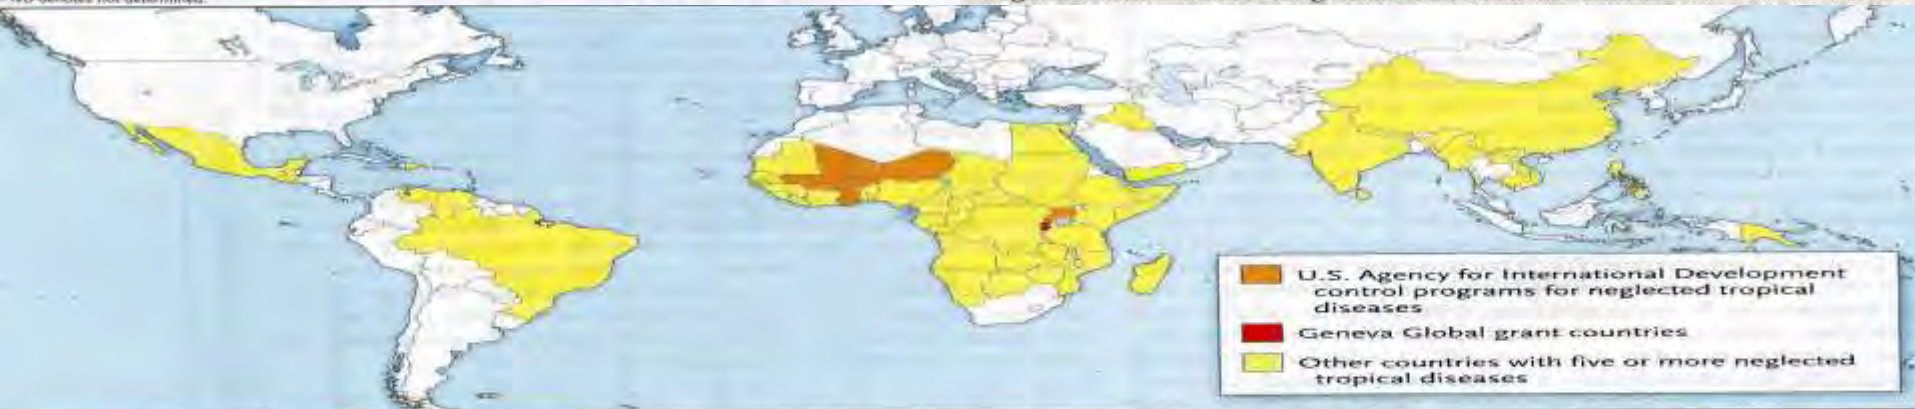 U.S. Agency for International Development
control programs for neglected tropical
diseases
Geneva Global grant countries
Other countries with five or more neglected
tropical diseases